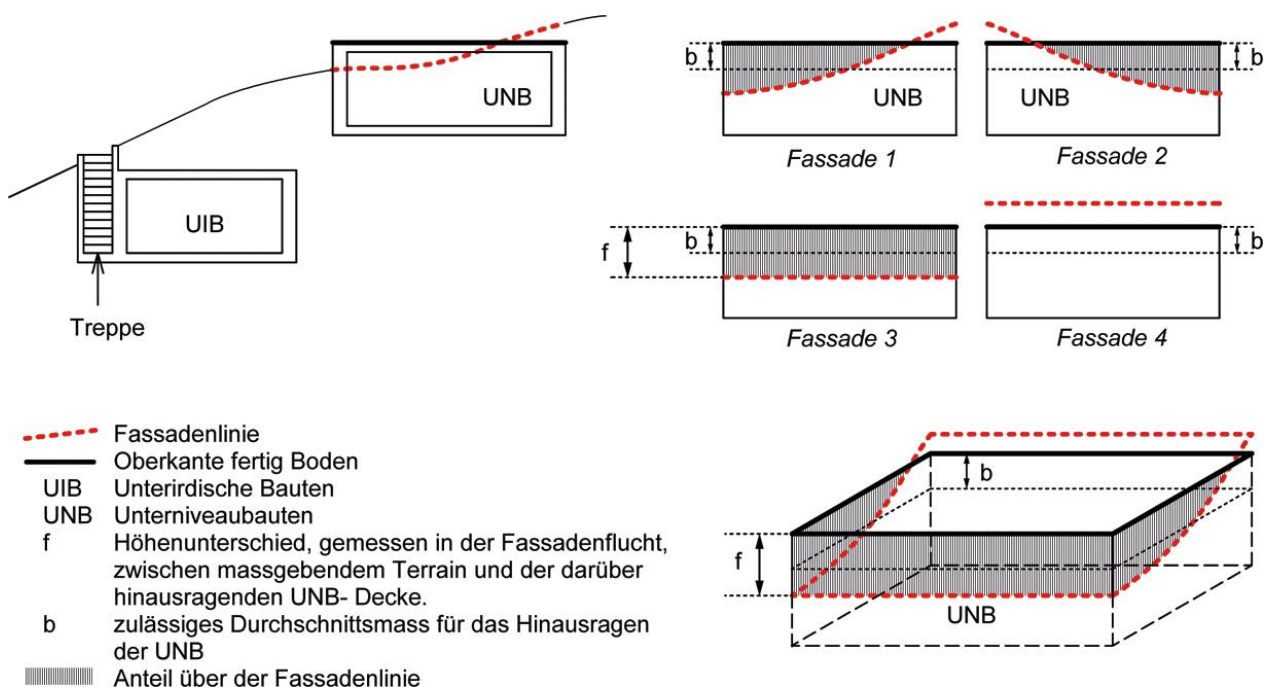 UNB
UIB
Treppe
b
UNB
Fassade 1
b
UNB
Fassade 2
f
b
Fassade 3
b
Fassade 4
Fassadenlinie
Oberkante fertig Boden
UIB Unterirdische Bauten
UNB Unterniveaubauten
f Höhenunterschied, gemessen in der Fassadenflucht,
zwischen massgebendem Terrain und der darüber
hinausragenden UNB- Decke.
b zulässiges Durchschnittsmass für das Hinausragen
der UNB
Anteil über der Fassadenlinie
b
f
UNB